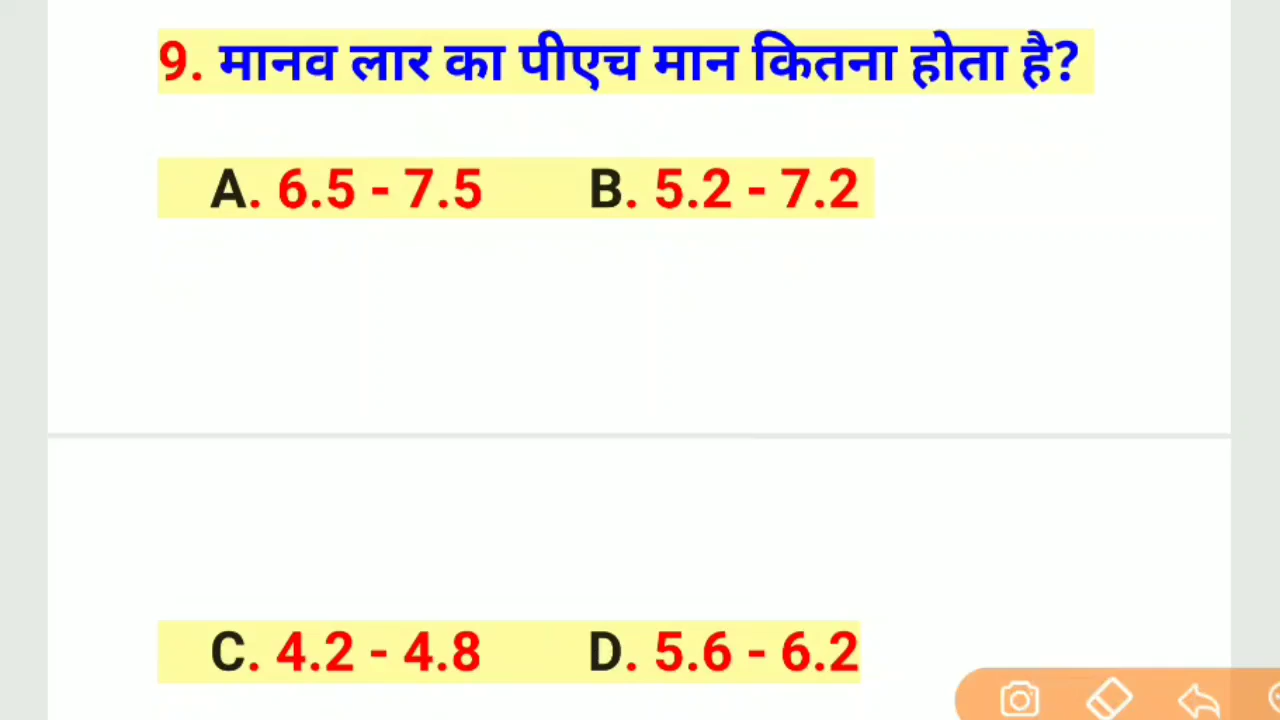 9. मानव लार का पीएच मान कितना होता है?
A. 6.5 - 7.5 B. 5.2 - 7.2
C. 4.2 - 4.8 D. 5.6 - 6.2